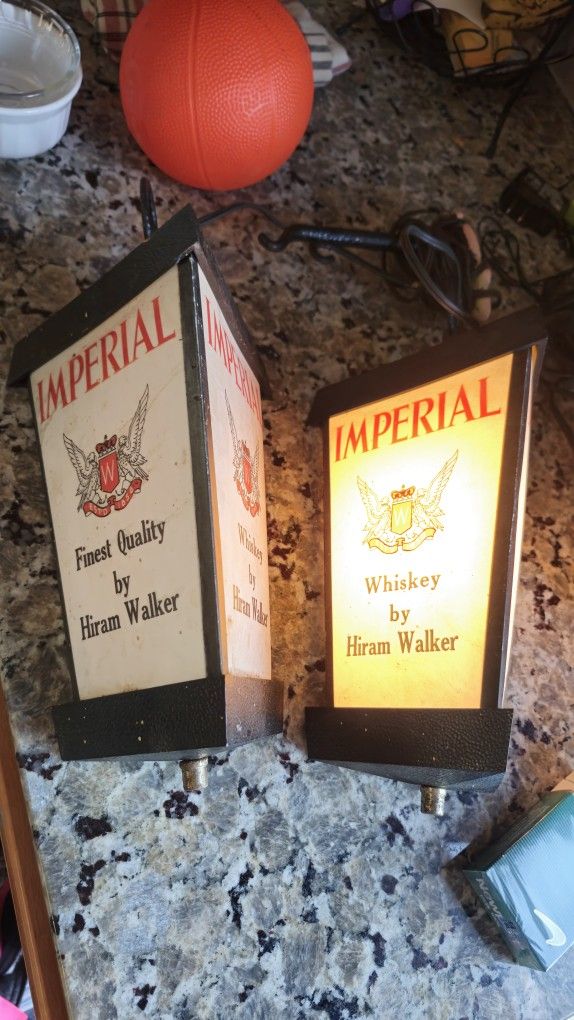 IMPERIAL
W
Finest Quality
by
Hiram Walker
IMPERIAL
Whiskey
by
Hiram Walker
IMPERIAL
W
Whiskey
by
Hiram Walker